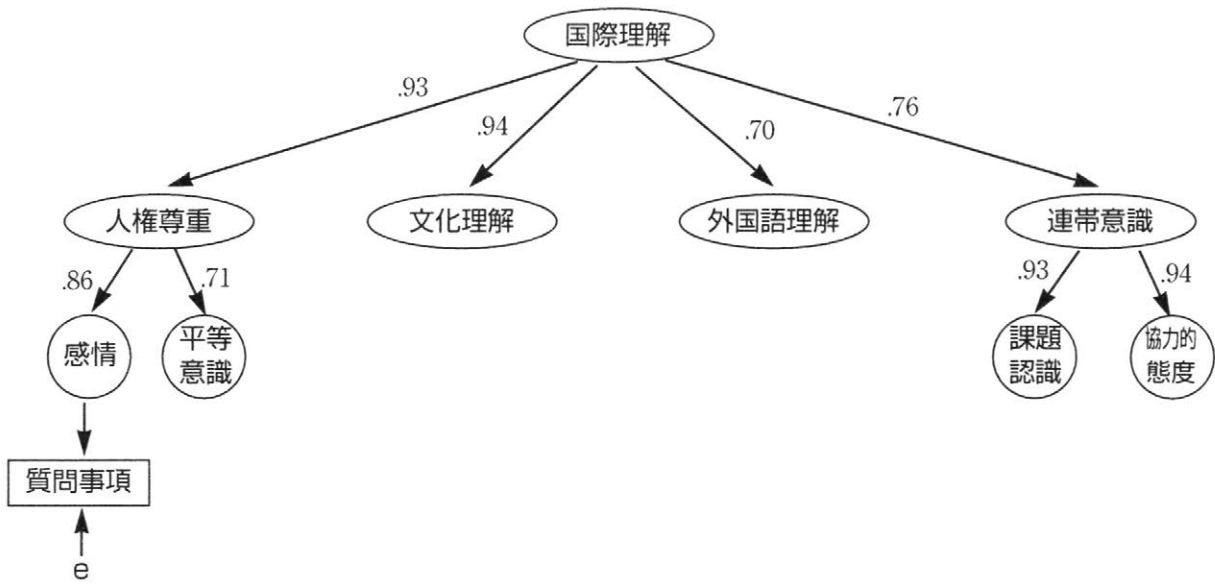 国際理解
.93
.94
.70
.76
人権尊重
文化理解
外国語理解
連帯意識
.86
.71
.93
.94
感情
平等
意識
課題
認識
協力的
態度
質問事項
e